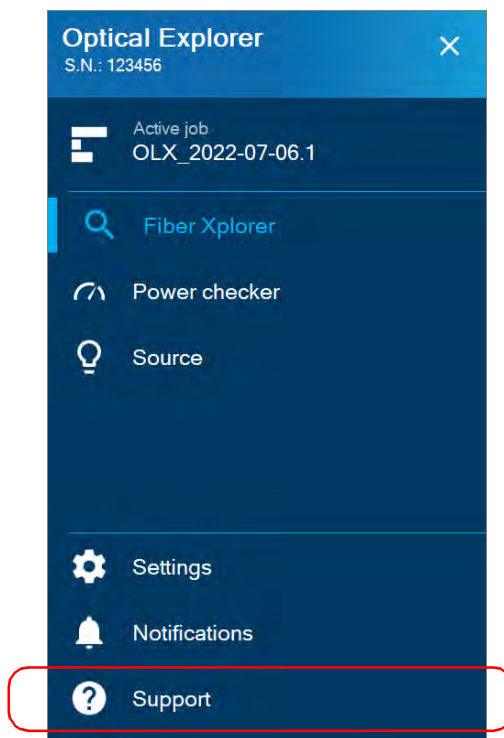 Optical Explorer
S.N.: 123456
Active job
OLX_2022-07-06.1
Fiber Xplorer
Power checker
Source
Settings
Notifications
Support